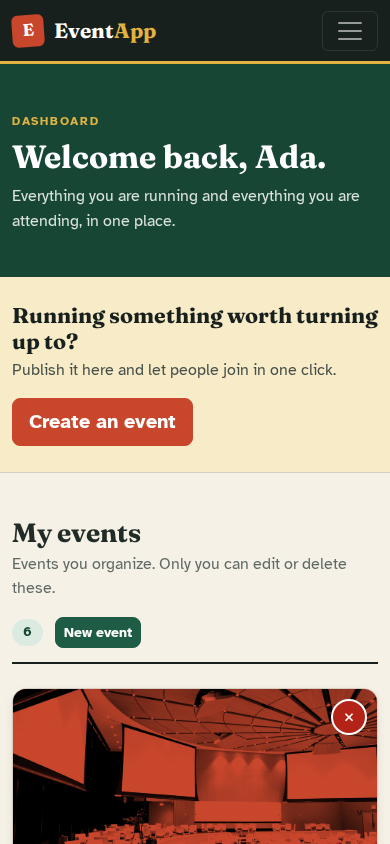 E EventApp
DASHBOARD
Welcome back, Ada.
Everything you are running and everything you are
attending, in one place.
Running something worth turning
up to?
Publish it here and let people join in one click.
Create an event
My events
Events you organize. Only you can edit or delete
these.
6 New event
×